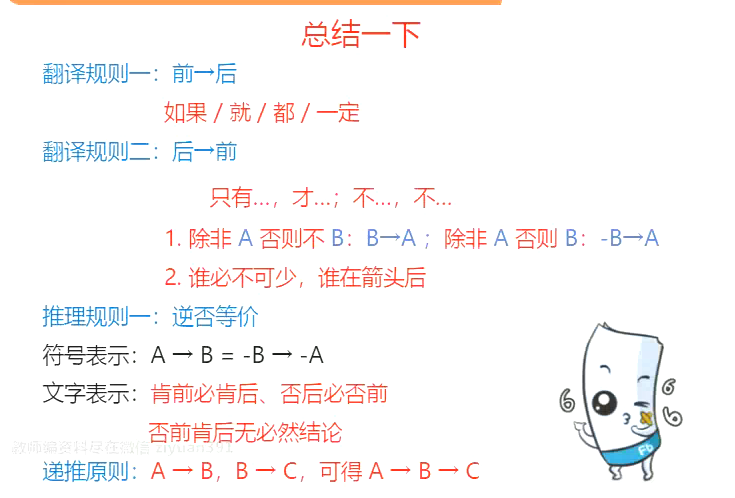 总结一下
翻译规则一：前→后
如果 / 就 / 都 / 一定
翻译规则二：后→前
只有…，才…；不…，不…
1. 除非 A 否则不 B：B→A ；除非 A 否则 B：-B→A
2. 谁必不可少，谁在箭头后
推理规则一：逆否等价
符号表示：A → B = -B → -A
文字表示：肯前必肯后、否后必否前
否前肯后无必然结论
教师编资料尽在微信 ziyuan391
递推原则：A → B，B → C，可得 A → B → C
6 6 6
Fb